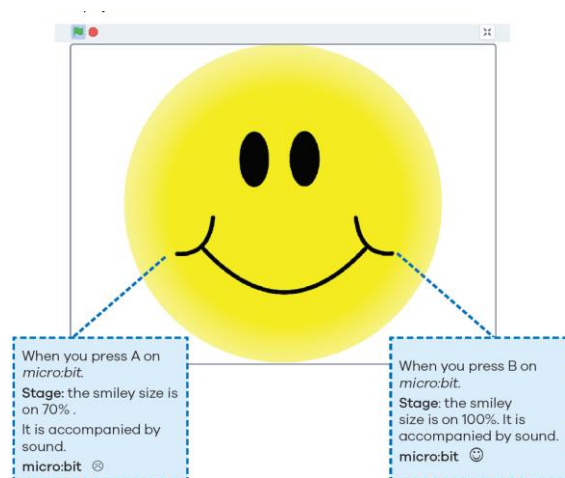 When you press A on
micro:bit.
Stage: the smiley size is
on 70% .
It is accompanied by
sound.
micro:bit ☹
When you press B on
micro:bit.
Stage: the smiley
size is on 100%. It is
accompanied by sound.
micro:bit ☺